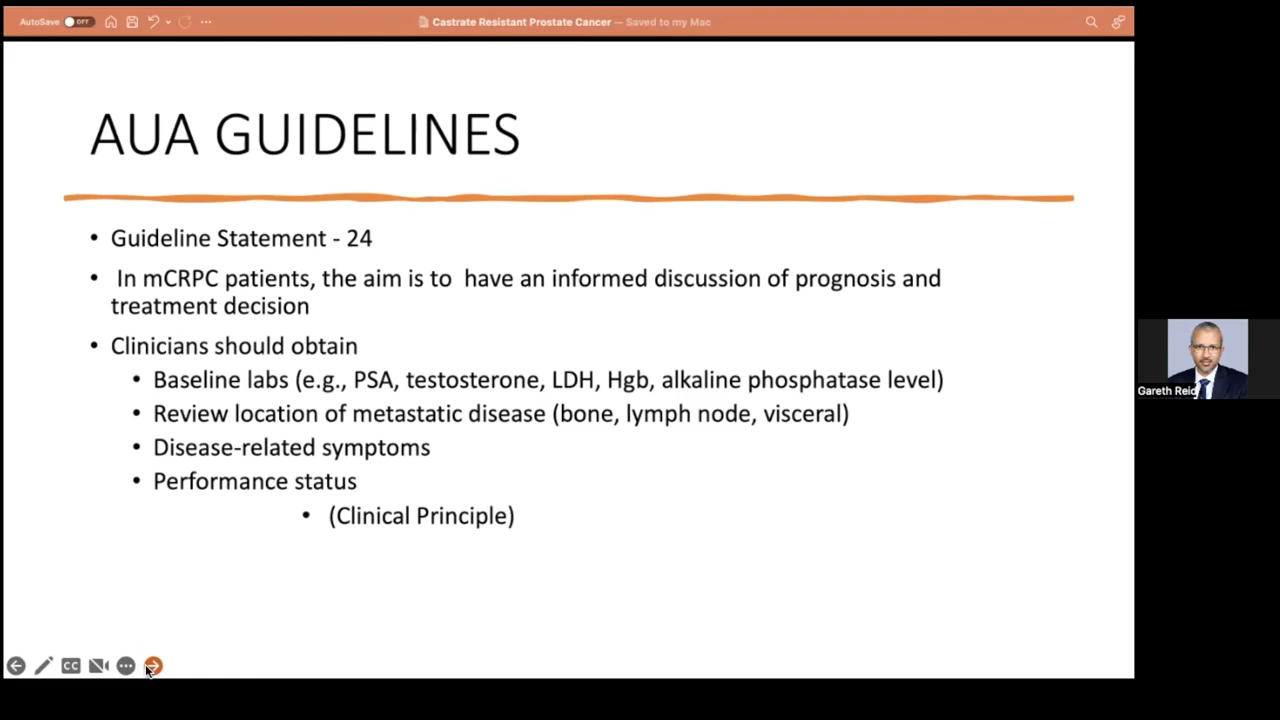 AutoSave OFF
Castrate Resistant Prostate Cancer — Saved to my Mac
AUA GUIDELINES
• Guideline Statement - 24
• In mCRPC patients, the aim is to have an informed discussion of prognosis and
treatment decision
• Clinicians should obtain
• Baseline labs (e.g., PSA, testosterone, LDH, Hgb, alkaline phosphatase level)
• Review location of metastatic disease (bone, lymph node, visceral)
• Disease-related symptoms
• Performance status
• (Clinical Principle)
Gareth Reid
CC